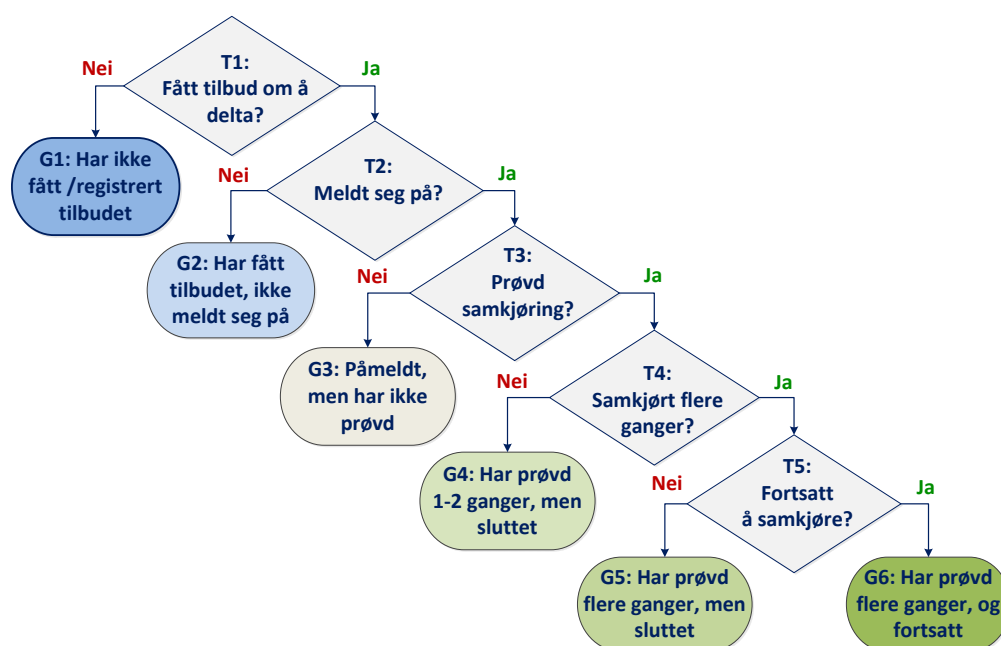 T1:
Fått tilbud om å
delta?
Nei
Ja
G1: Har ikke
fått /registrert
tilbudet
T2:
Meldt seg på?
Nei
Ja
G2: Har fått
tilbudet, ikke
meldt seg på
T3:
Prøvd
samkjøring?
Nei
Ja
G3: Påmeldt,
men har ikke
prøvd
T4:
Samkjørt flere
ganger?
Nei
Ja
G4: Har prøvd
1-2 ganger, men
sluttet
T5:
Fortsatt
å samkjøre?
Nei
Ja
G5: Har prøvd
flere ganger, men
sluttet
G6: Har prøvd
flere ganger, og
fortsatt